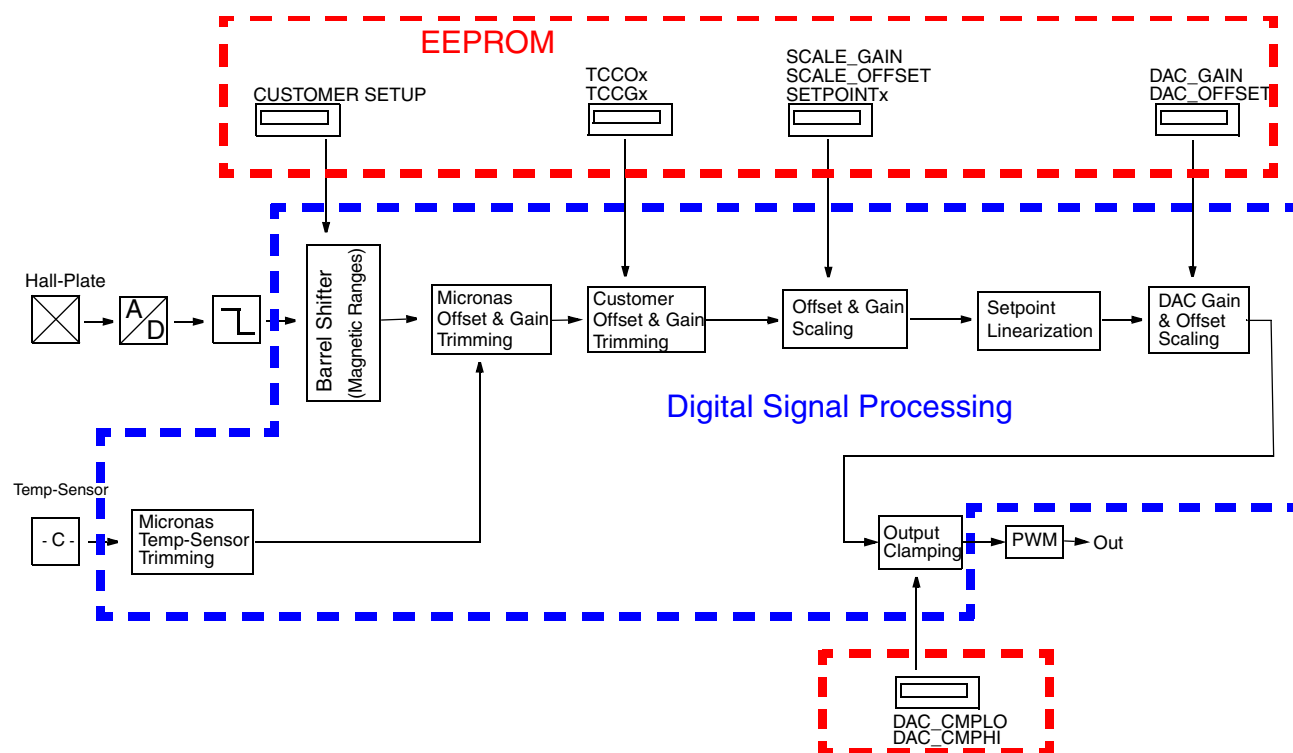 EEPROM
CUSTOMER SETUP
TCCOx
TCCGx
SCALE_GAIN
SCALE_OFFSET
SETPOINTx
DAC_GAIN
DAC_OFFSET
Hall-Plate
A
D
Barrel Shifter
(Magnetic Ranges)
Micronas
Offset & Gain
Trimming
Customer
Offset & Gain
Trimming
Offset & Gain
Scaling
Setpoint
Linearization
DAC Gain
& Offset
Scaling
Digital Signal Processing
Temp-Sensor
- C -
Micronas
Temp-Sensor
Trimming
Output
Clamping
PWM
Out
DAC_CMPLO
DAC_CMPHI